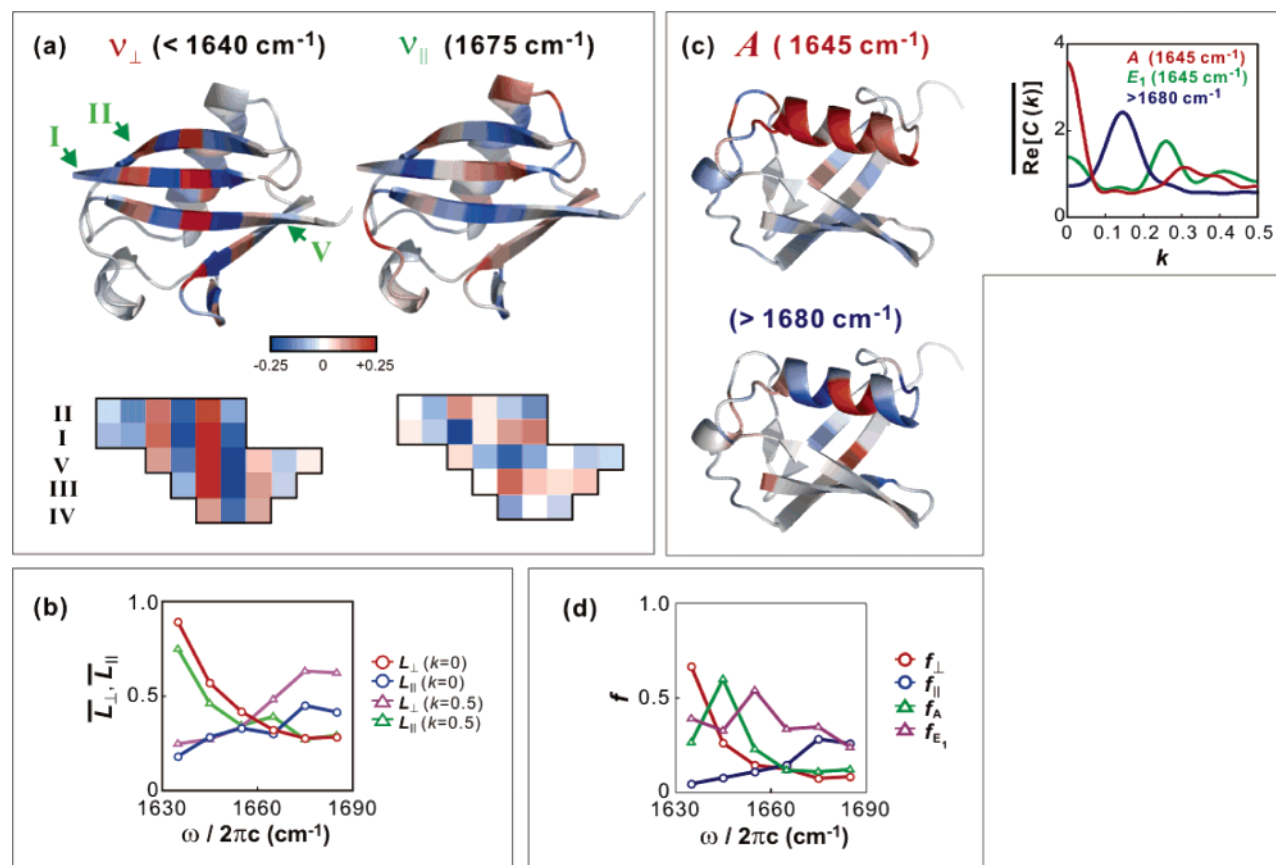 (a)
ν⊥ (< 1640 cm-1)
ν|| (1675 cm-1)
I
II
V
-0.25 0 +0.25
II
I
V
III
IV
(c)
A (1645 cm-1)
(> 1680 cm-1)
Re[C(k)]
4
2
0
A (1645 cm-1)
E1 (1645 cm-1)
>1680 cm-1
0 0.1 0.2 0.3 0.4 0.5
k
(b)
L⊥, L||
1.0
0.5
0
1630 1660 1690
ω / 2πc (cm-1)
L⊥ (k=0)
L|| (k=0)
L⊥ (k=0.5)
L|| (k=0.5)
(d)
f
1.0
0.5
0
1630 1660 1690
ω / 2πc (cm-1)
f⊥
f||
fA
fE1